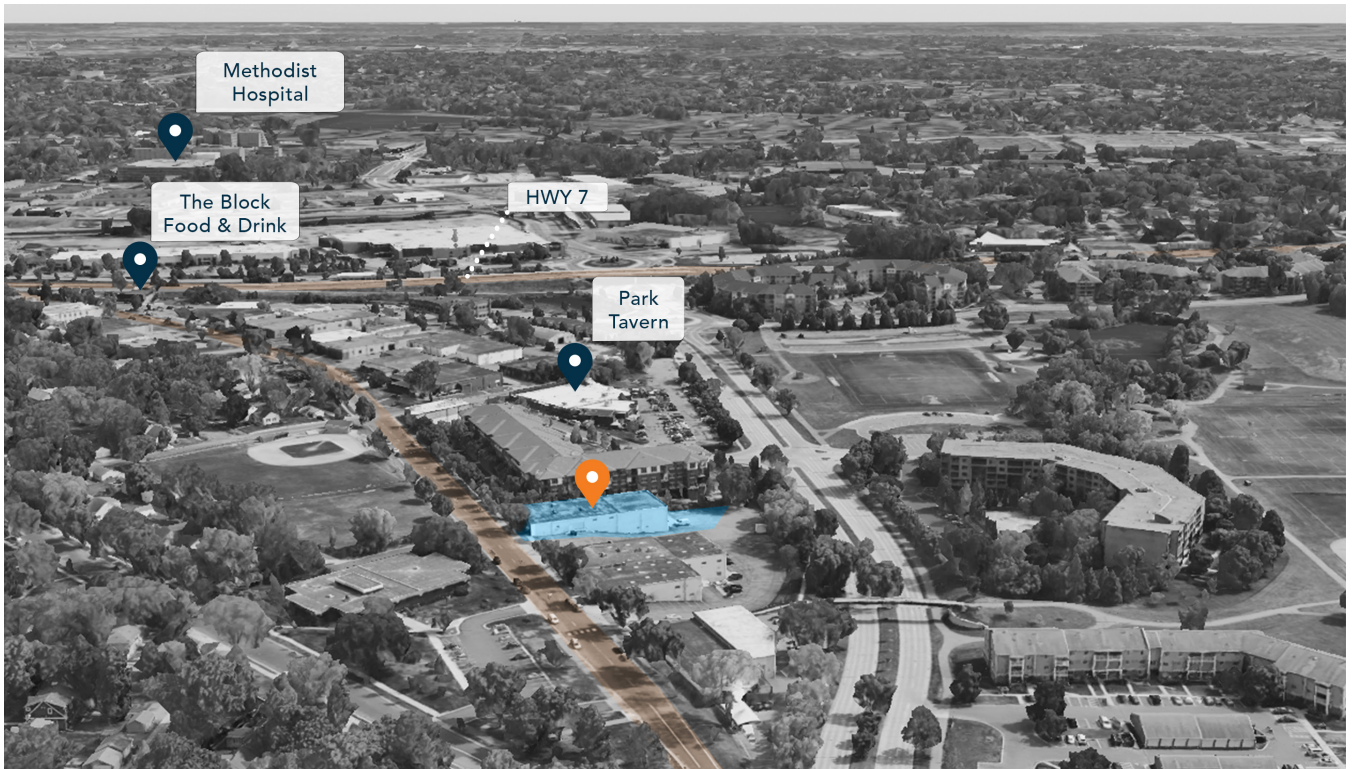 Methodist
Hospital
The Block
Food & Drink
HWY 7
Park
Tavern